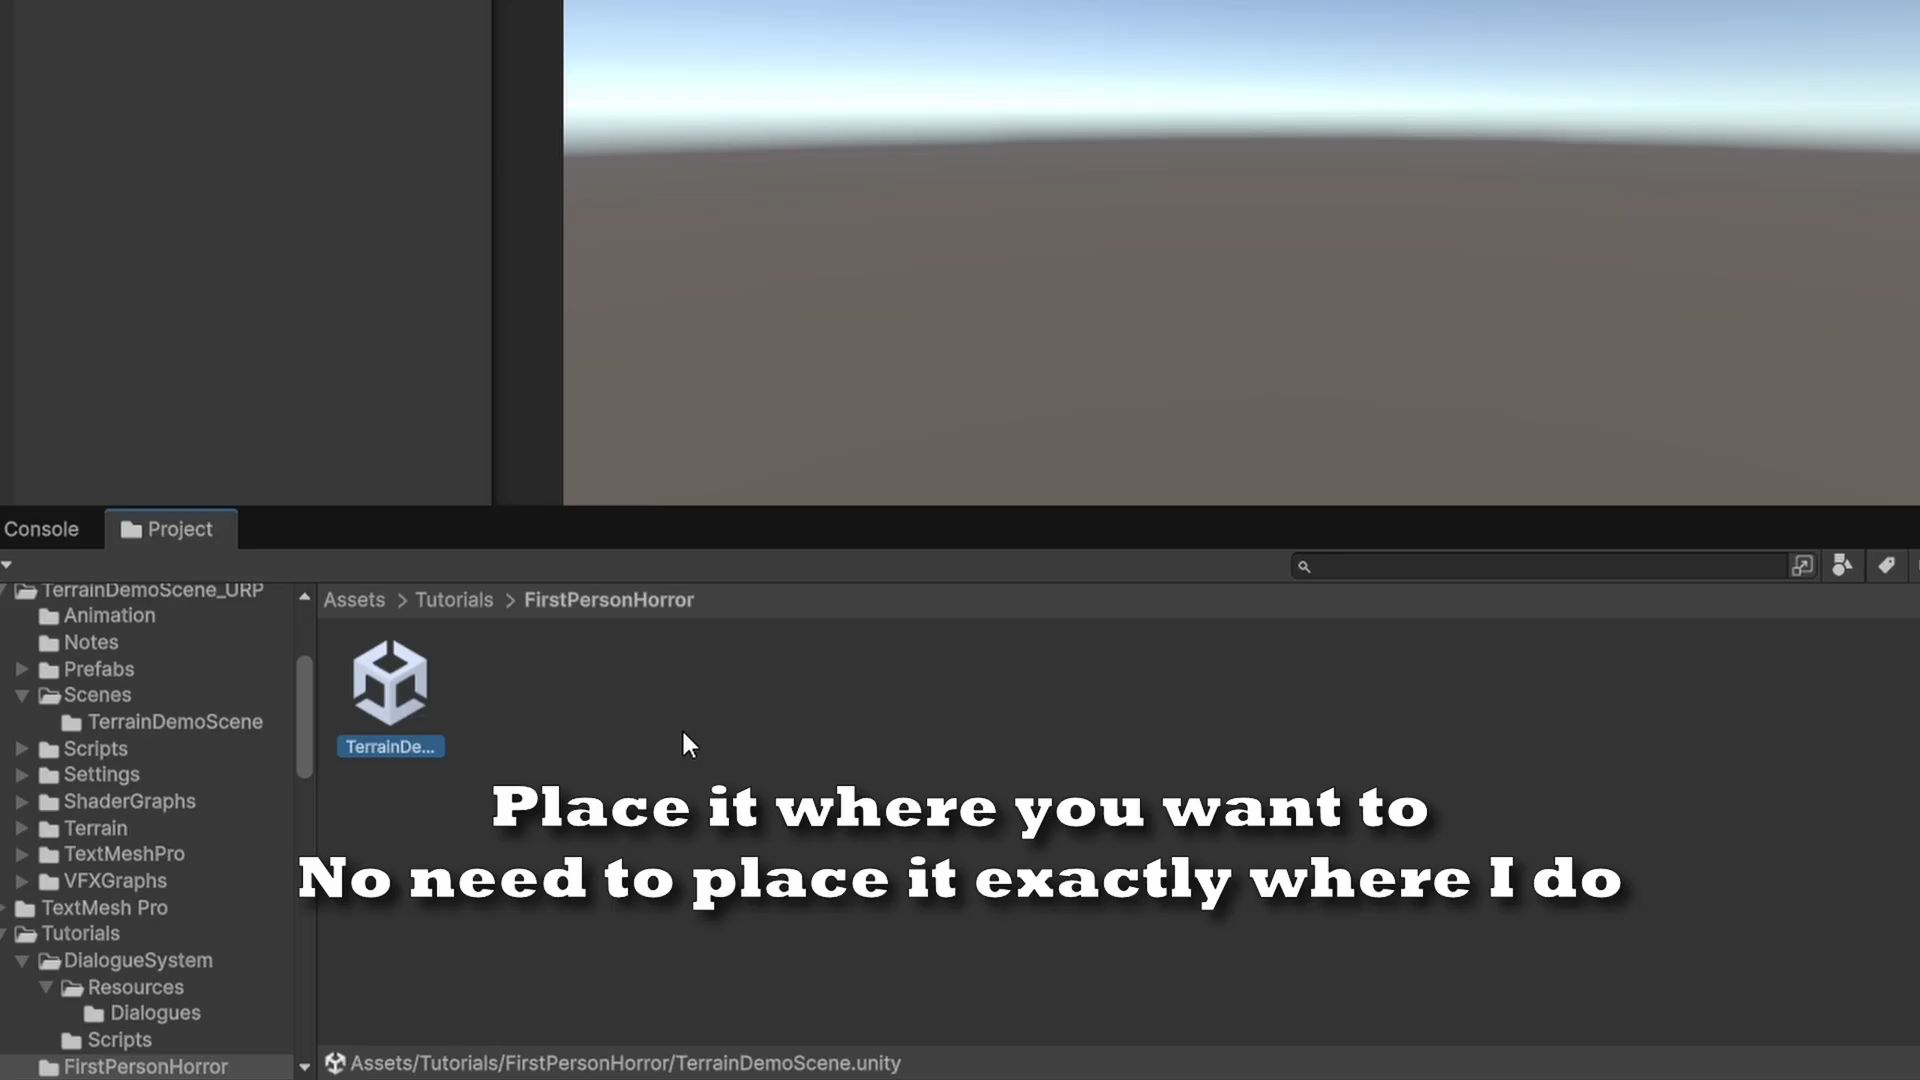 Console
Project
TerrainDemoScene_URP
Animation
Notes
Prefabs
Scenes
TerrainDemoScene
Scripts
Settings
ShaderGraphs
Terrain
TextMeshPro
VFXGraphs
TextMesh Pro
Tutorials
DialogueSystem
Resources
Dialogues
Scripts
FirstPersonHorror
Assets > Tutorials > FirstPersonHorror
TerrainDe...
Place it where you want to
No need to place it exactly where I do
Assets/Tutorials/FirstPersonHorror/TerrainDemoScene.unity